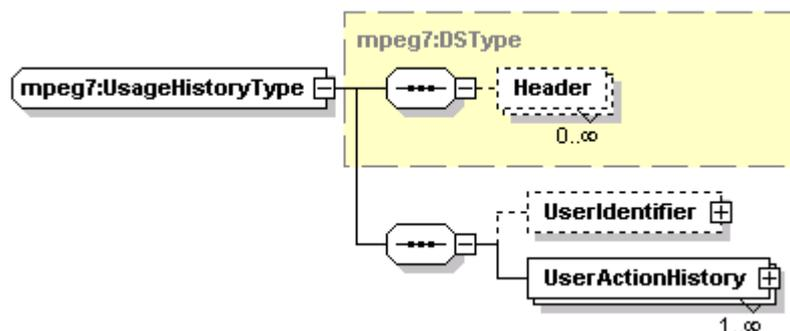 mpeg7:DSType
mpeg7:UsageHistoryType
Header
0..∞
UserIdentifier
UserActionHistory
1..∞